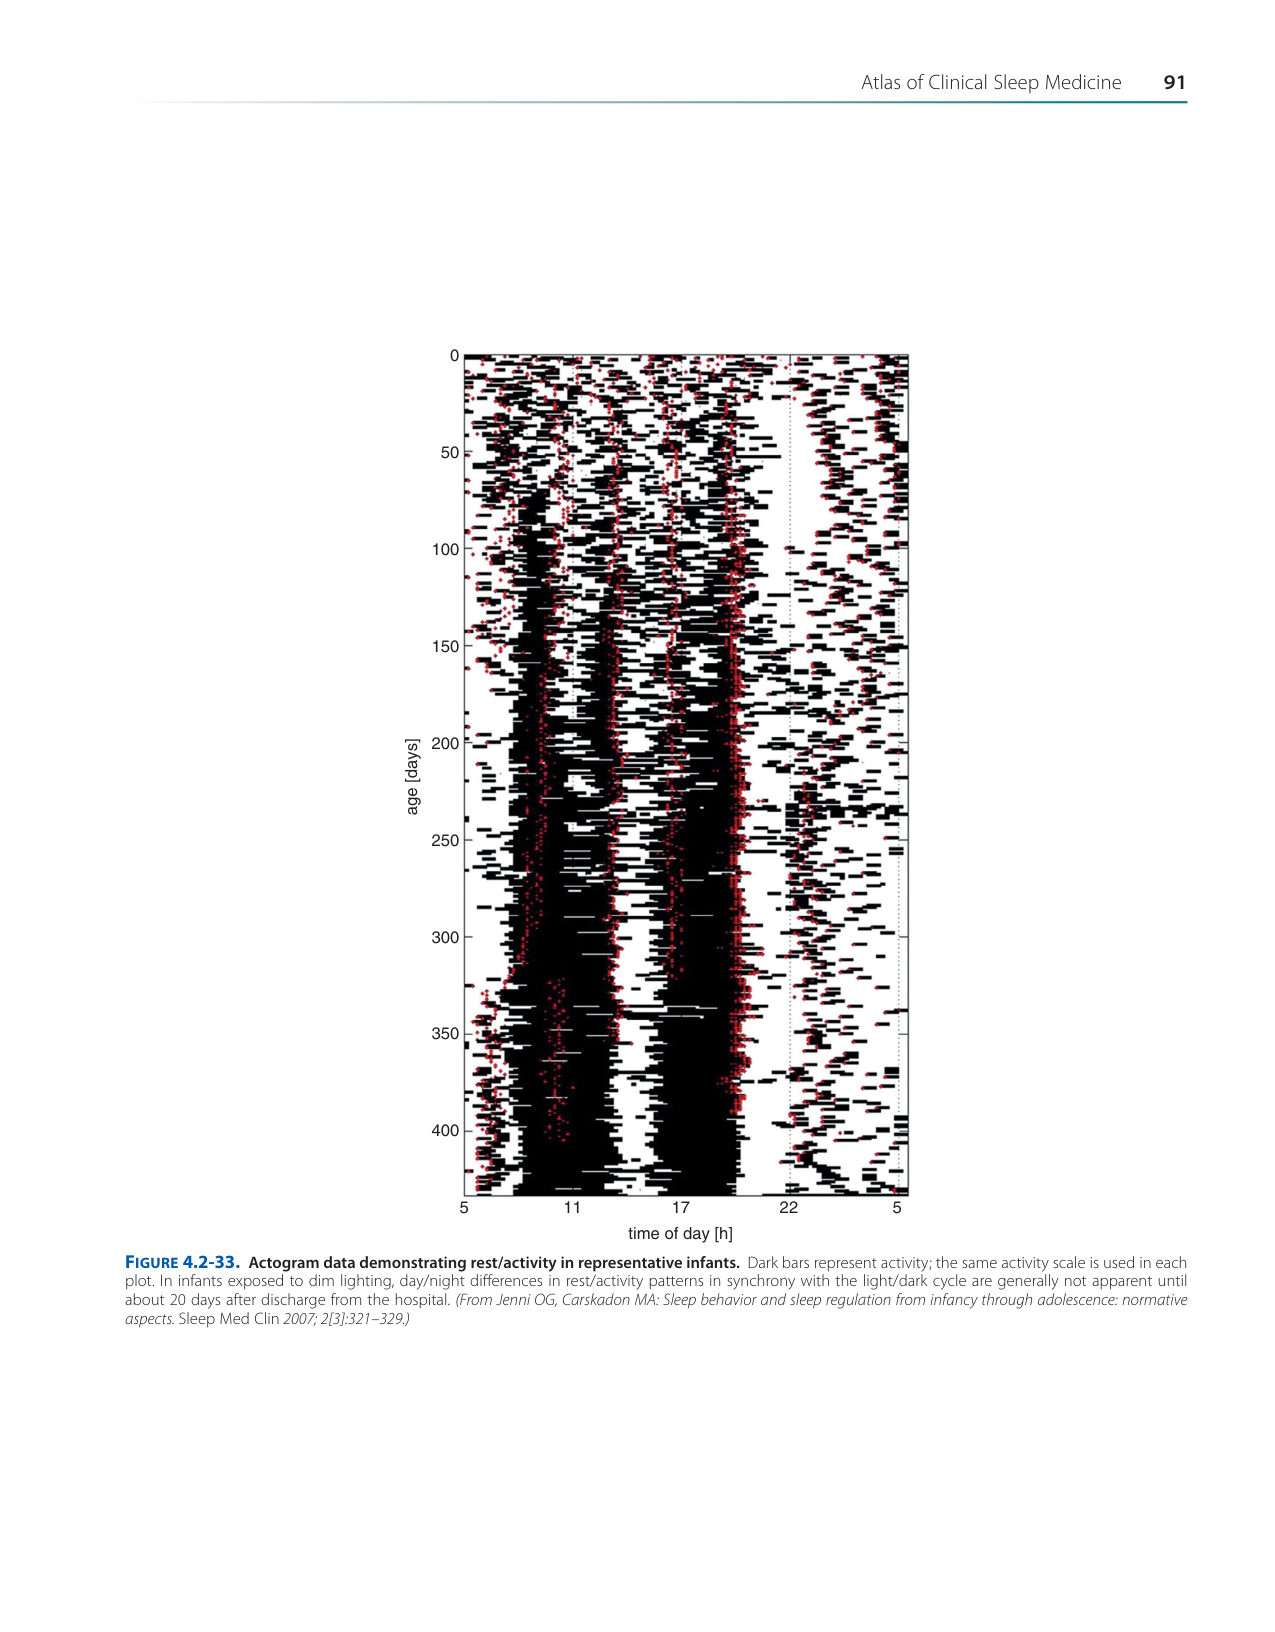 Atlas of Clinical Sleep Medicine 91
0
50
100
150
200
250
300
350
400
age [days]
5 11 17 22 5
time of day [h]
FIGURE 4.2-33. Actogram data demonstrating rest/activity in representative infants. Dark bars represent activity; the same activity scale is used in each
plot. In infants exposed to dim lighting, day/night differences in rest/activity patterns in synchrony with the light/dark cycle are generally not apparent until
about 20 days after discharge from the hospital. (From Jenni OG, Carskadon MA: Sleep behavior and sleep regulation from infancy through adolescence: normative
aspects. Sleep Med Clin 2007; 2[3]:321–329.)